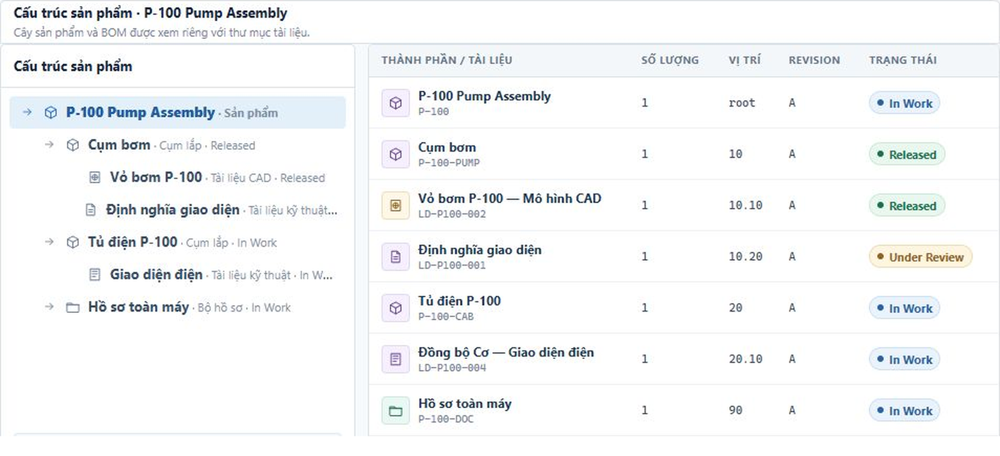 Cấu trúc sản phẩm · P-100 Pump Assembly
Cây sản phẩm và BOM được xem riêng với thư mục tài liệu.
Cấu trúc sản phẩm
P-100 Pump Assembly · Sản phẩm
Cụm bơm · Cụm lắp · Released
Vỏ bơm P-100 · Tài liệu CAD · Released
Định nghĩa giao diện · Tài liệu kỹ thuật...
Tủ điện P-100 · Cụm lắp · In Work
Giao diện điện · Tài liệu kỹ thuật · In W...
Hồ sơ toàn máy · Bộ hồ sơ · In Work
THÀNH PHẦN / TÀI LIỆU SỐ LƯỢNG VỊ TRÍ REVISION TRẠNG THÁI
P-100 Pump Assembly 1 root A In Work
P-100
Cụm bơm 1 10 A Released
P-100-PUMP
Vỏ bơm P-100 — Mô hình CAD 1 10.10 A Released
LD-P100-002
Định nghĩa giao diện 1 10.20 A Under Review
LD-P100-001
Tủ điện P-100 1 20 A In Work
P-100-CAB
Đồng bộ Cơ — Giao diện điện 1 20.10 A In Work
LD-P100-004
Hồ sơ toàn máy 1 90 A In Work
P-100-DOC